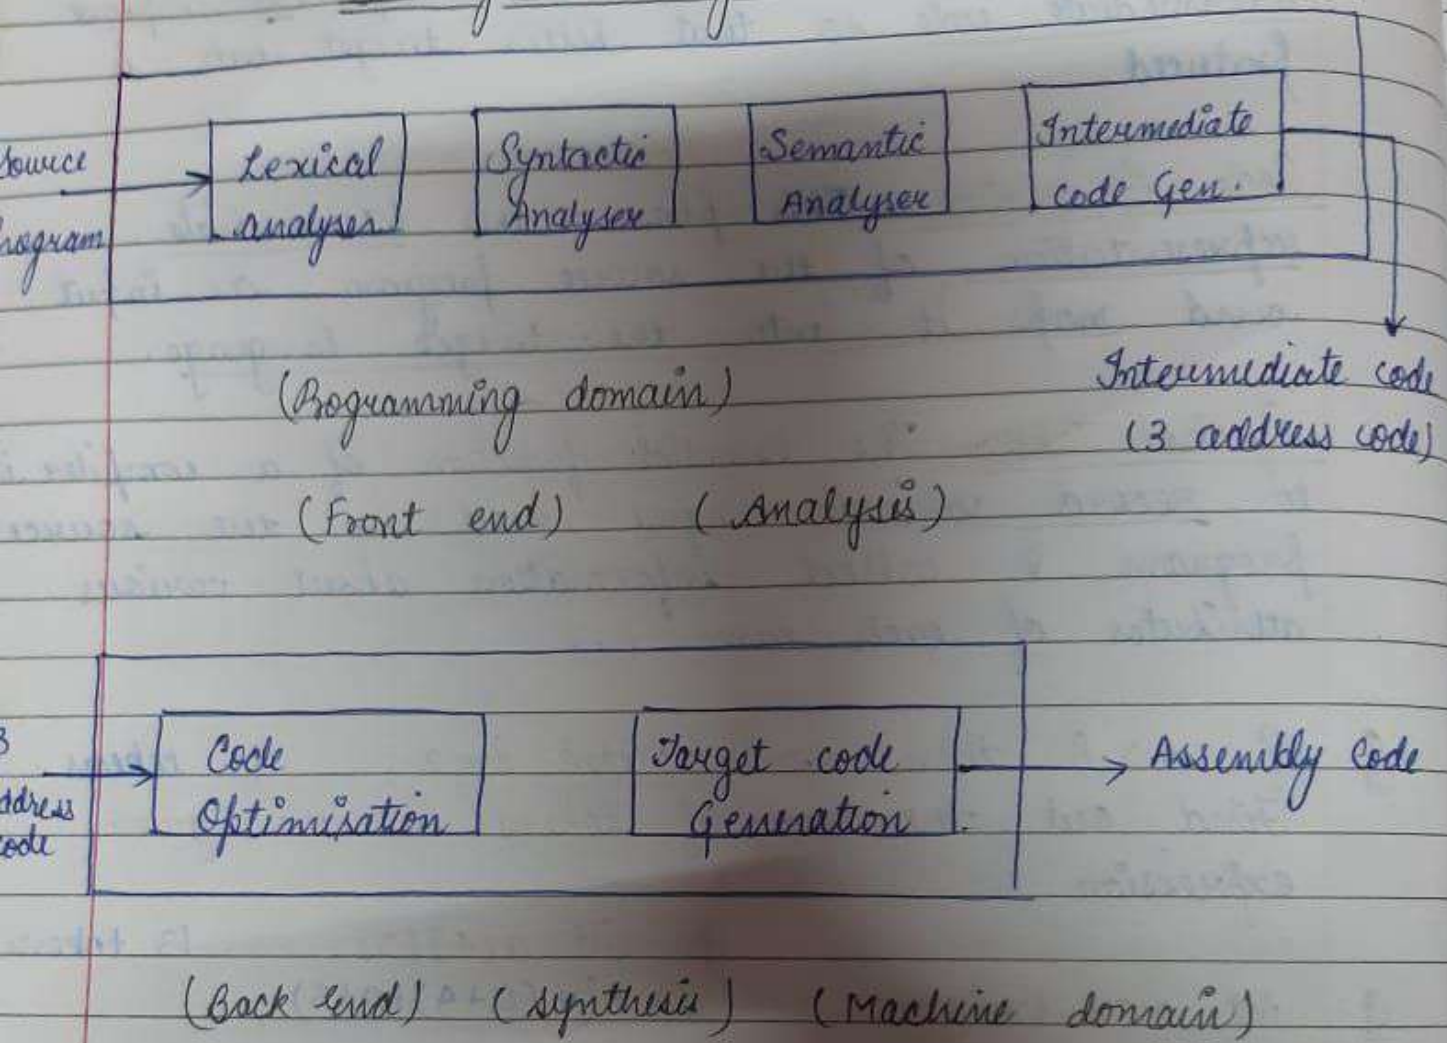 Source
Program
Lexical
analyser
Syntactic
Analyser
Semantic
Analyser
Intermediate
code Gen.
Intermediate code
(3 address code)
(Programming domain)
(Front end) (Analysis)
3
address
code
Code
Optimisation
Target code
Generation
Assembly Code
(Back end) (Synthesis) (Machine domain)